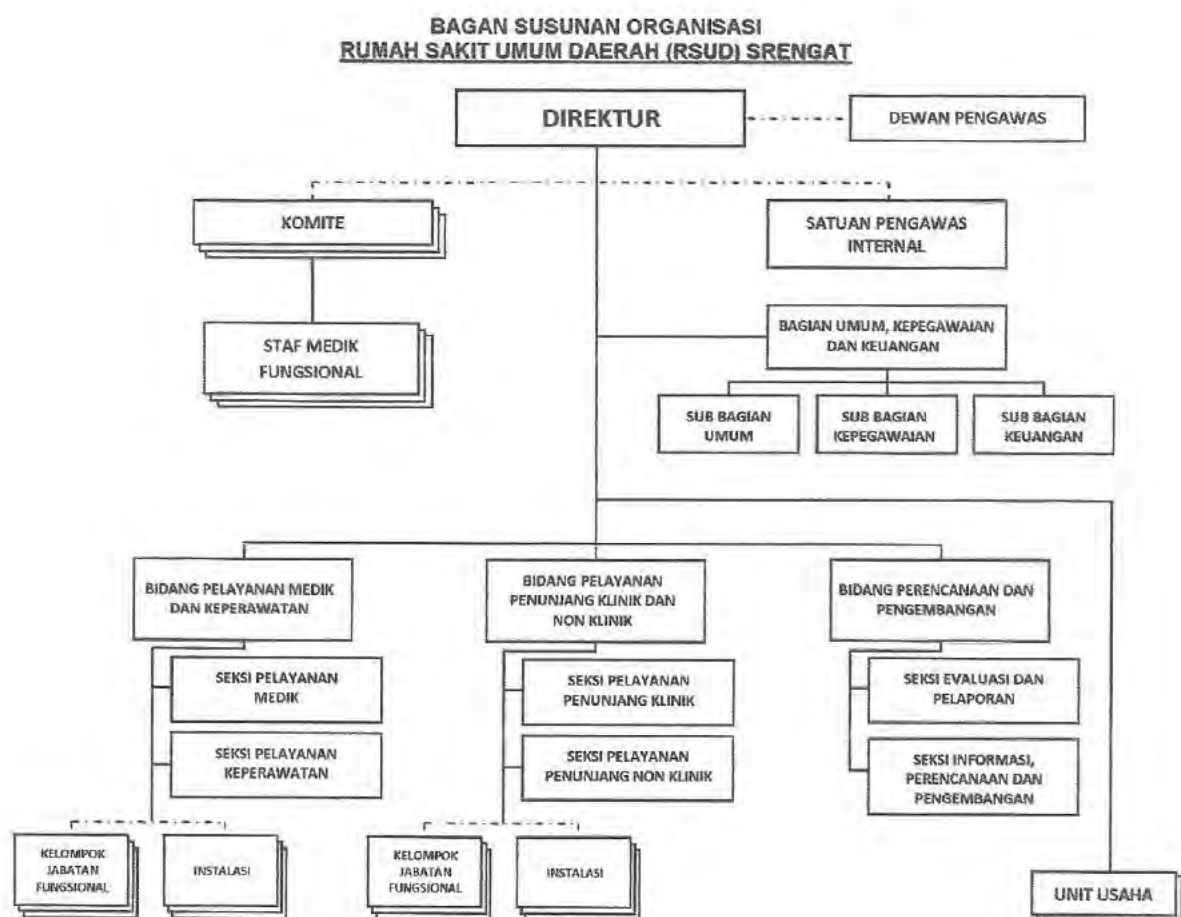 BAGAN SUSUNAN ORGANISASI
RUMAH SAKIT UMUM DAERAH (RSUD) SRENGAT
DIREKTUR
DEWAN PENGAWAS
KOMITE
SATUAN PENGAWAS
INTERNAL
STAF MEDIK
FUNGSIONAL
BAGIAN UMUM, KEPEGAWAIAN
DAN KEUANGAN
SUB BAGIAN
UMUM
SUB BAGIAN
KEPEGAWAIAN
SUB BAGIAN
KEUANGAN
BIDANG PELAYANAN MEDIK
DAN KEPERAWATAN
BIDANG PELAYANAN
PENUNJANG KLINIK DAN
NON KLINIK
BIDANG PERENCANAAN DAN
PENGEMBANGAN
SEKSI PELAYANAN
MEDIK
SEKSI PELAYANAN
KEPERAWATAN
SEKSI PELAYANAN
PENUNJANG KLINIK
SEKSI PELAYANAN
PENUNJANG NON KLINIK
SEKSI EVALUASI DAN
PELAPORAN
SEKSI INFORMASI,
PERENCANAAN DAN
PENGEMBANGAN
KELOMPOK
JABATAN
FUNGSIONAL
INSTALASI
KELOMPOK
JABATAN
FUNGSIONAL
INSTALASI
UNIT USAHA